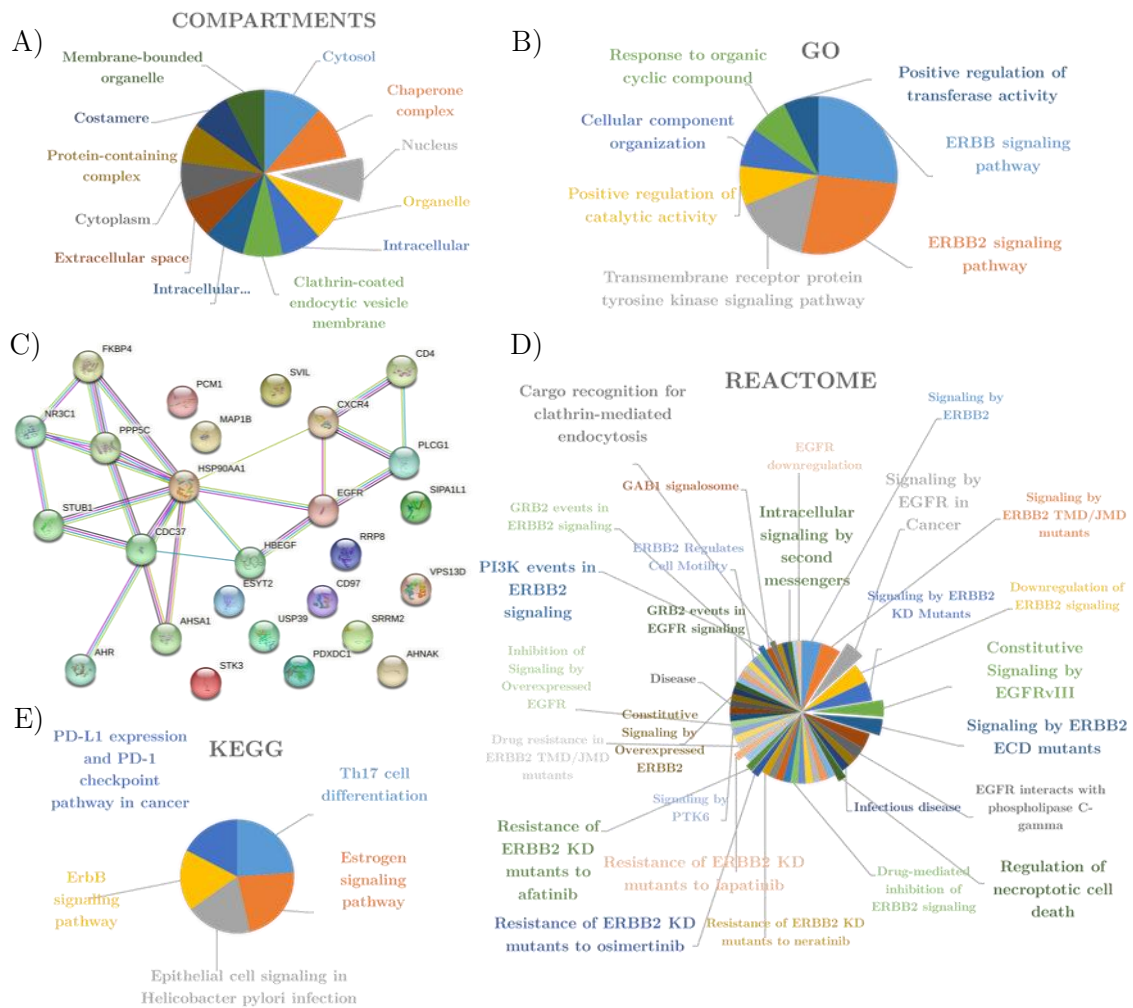 A)
COMPARTMENTS
Membrane-bounded
organelle
Cytosol
Chaperone
complex
Costamere
Nucleus
Protein-containing
complex
Organelle
Cytoplasm
Intracellular
Extracellular space
Intracellular...
Clathrin-coated
endocytic vesicle
membrane
B)
GO
Response to organic
cyclic compound
Positive regulation of
transferase activity
Cellular component
organization
ERBB signaling
pathway
Positive regulation of
catalytic activity
ERBB2 signaling
pathway
Transmembrane receptor protein
tyrosine kinase signaling pathway
C)
FKBP4
CD4
SVIL
PCM1
CXCR4
NR3C1
MAP1B
PPP5C
PLCG1
HSP90AA1
EGFR
SIPA1L1
STUB1
CDC37
HBEGF
RRP8
ESYT2
CD97
VPS13D
AHSA1
USP39
SRRM2
AHR
PDXDC1
AHNAK
STK3
D)
REACTOME
Cargo recognition for
clathrin-mediated
endocytosis
Signaling by
ERBB2
EGFR
downregulation
GAB1 signalosome
Signaling by
EGFR in
Cancer
Signaling by
ERBB2 TMD/JMD
mutants
GRB2 events in
ERBB2 signaling
Intracellular
signaling by
second
messengers
ERBB2 Regulates
Cell Motility
PI3K events in
ERBB2
signaling
Signaling by ERBB2
KD Mutants
Downregulation of
ERBB2 signaling
GRB2 events in
EGFR signaling
Inhibition of
Signaling by
Overexpressed
EGFR
Disease
Constitutive
Signaling by
EGFRvIII
Constitutive
Signaling by
Overexpressed
ERBB2
Signaling by ERBB2
ECD mutants
Drug resistance in
ERBB2 TMD/JMD
mutants
EGFR interacts with
phospholipase C-
gamma
Signaling by
PTK6
Infectious disease
Resistance of
ERBB2 KD
mutants to
afatinib
Resistance of ERBB2 KD
mutants to lapatinib
Drug-mediated
inhibition of
ERBB2 signaling
Regulation of
necroptotic cell
death
Resistance of ERBB2 KD
mutants to osimertinib
Resistance of ERBB2 KD
mutants to neratinib
E)
KEGG
PD-L1 expression
and PD-1
checkpoint
pathway in cancer
Th17 cell
differentiation
ErbB
signaling
pathway
Estrogen
signaling
pathway
Epithelial cell signaling in
Helicobacter pylori infection